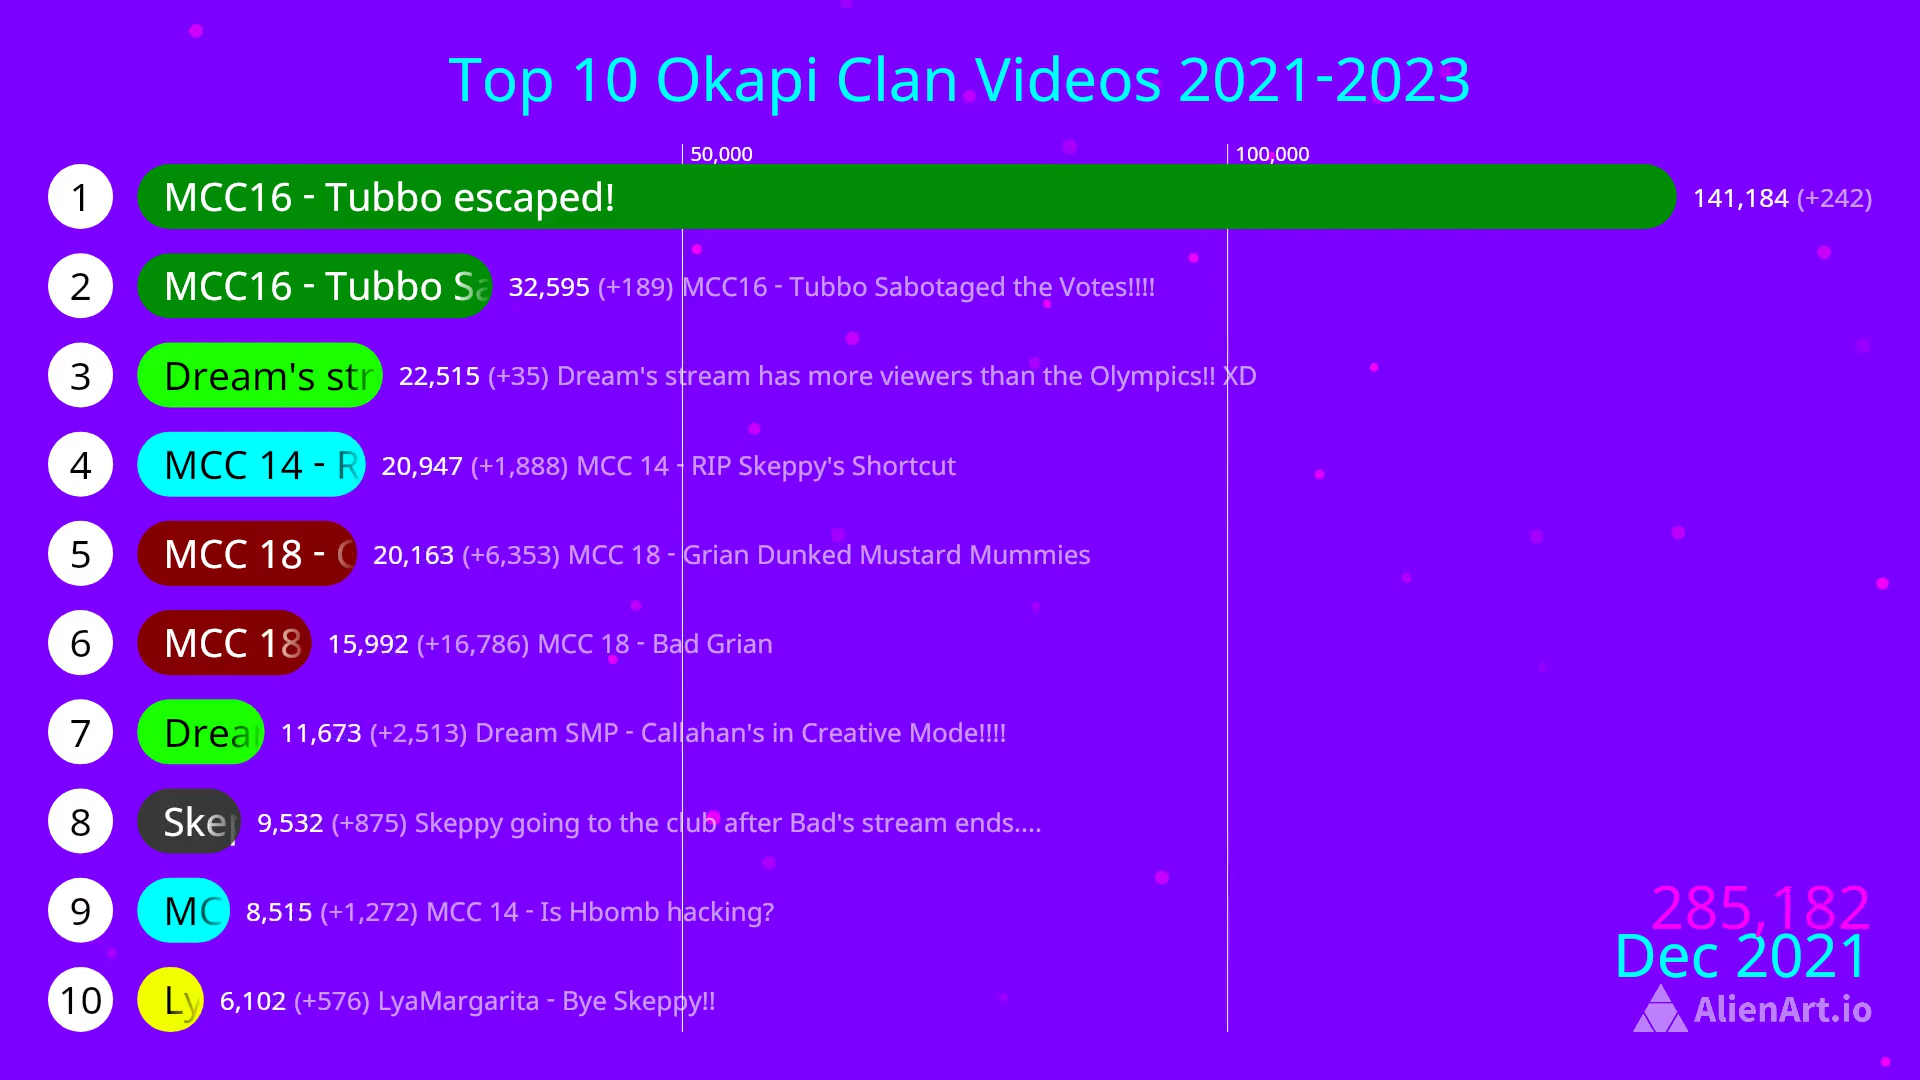 Top 10 Okapi Clan Videos 2021-2023
50,000 100,000
1 MCC16 - Tubbo escaped! 141,184 (+242)
2 MCC16 - Tubbo Sa 32,595 (+189) MCC16 - Tubbo Sabotaged the Votes!!!!
3 Dream's str 22,515 (+35) Dream's stream has more viewers than the Olympics!! XD
4 MCC 14 - R 20,947 (+1,888) MCC 14 - RIP Skeppy's Shortcut
5 MCC 18 - G 20,163 (+6,353) MCC 18 - Grian Dunked Mustard Mummies
6 MCC 18 15,992 (+16,786) MCC 18 - Bad Grian
7 Drear 11,673 (+2,513) Dream SMP - Callahan's in Creative Mode!!!!
8 Skep 9,532 (+875) Skeppy going to the club after Bad's stream ends....
9 MC 8,515 (+1,272) MCC 14 - Is Hbomb hacking?
10 Ly 6,102 (+576) LyaMargarita - Bye Skeppy!!
285,182
Dec 2021
AlienArt.io